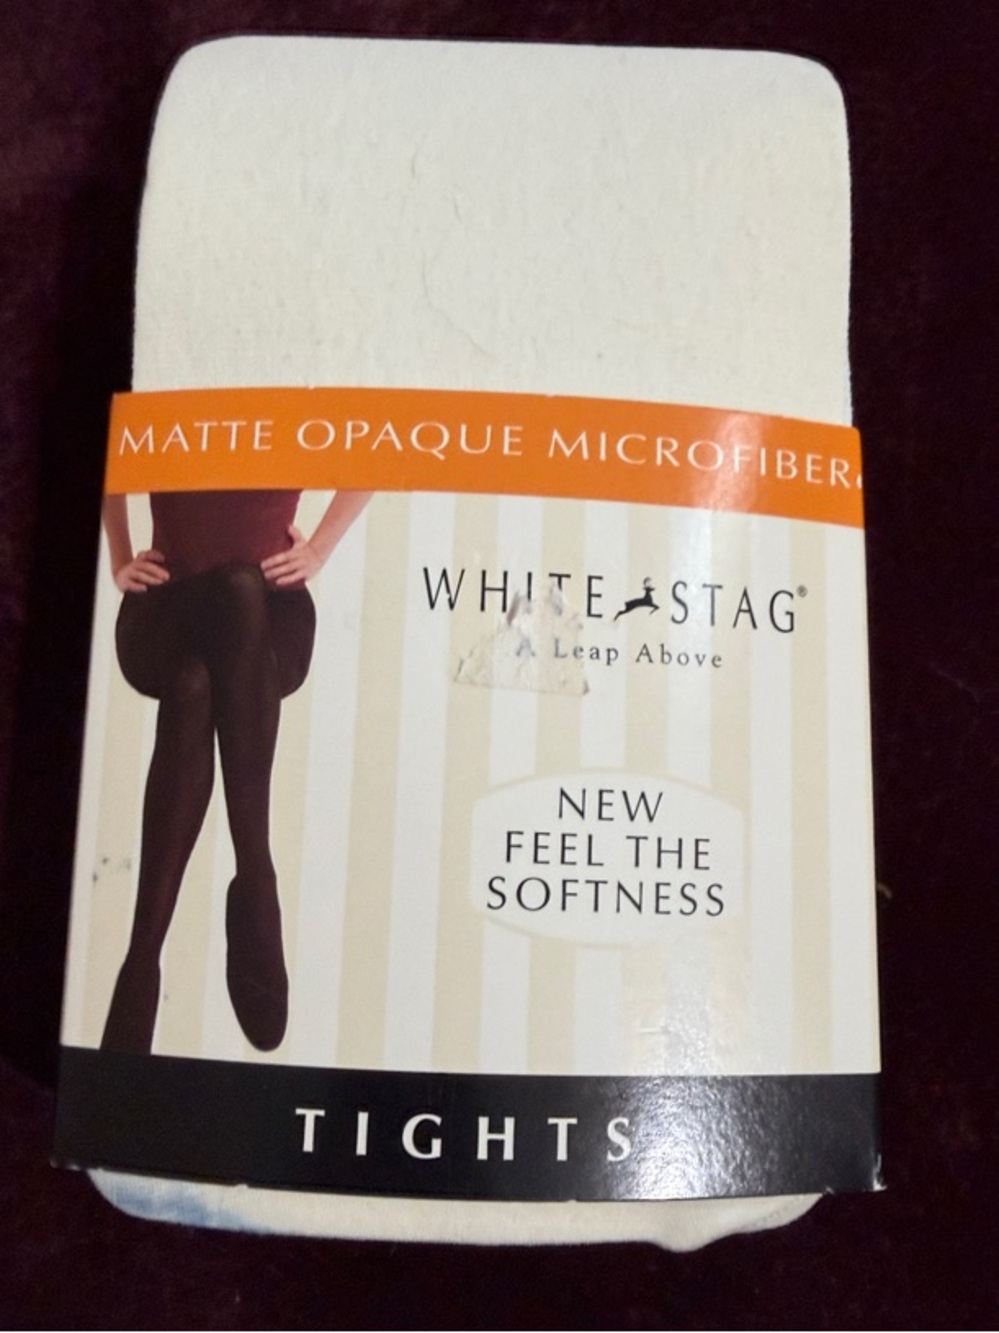 MATTE OPAQUE MICROFIBER
WHITE STAG®
A Leap Above
NEW
FEEL THE
SOFTNESS
TIGHTS